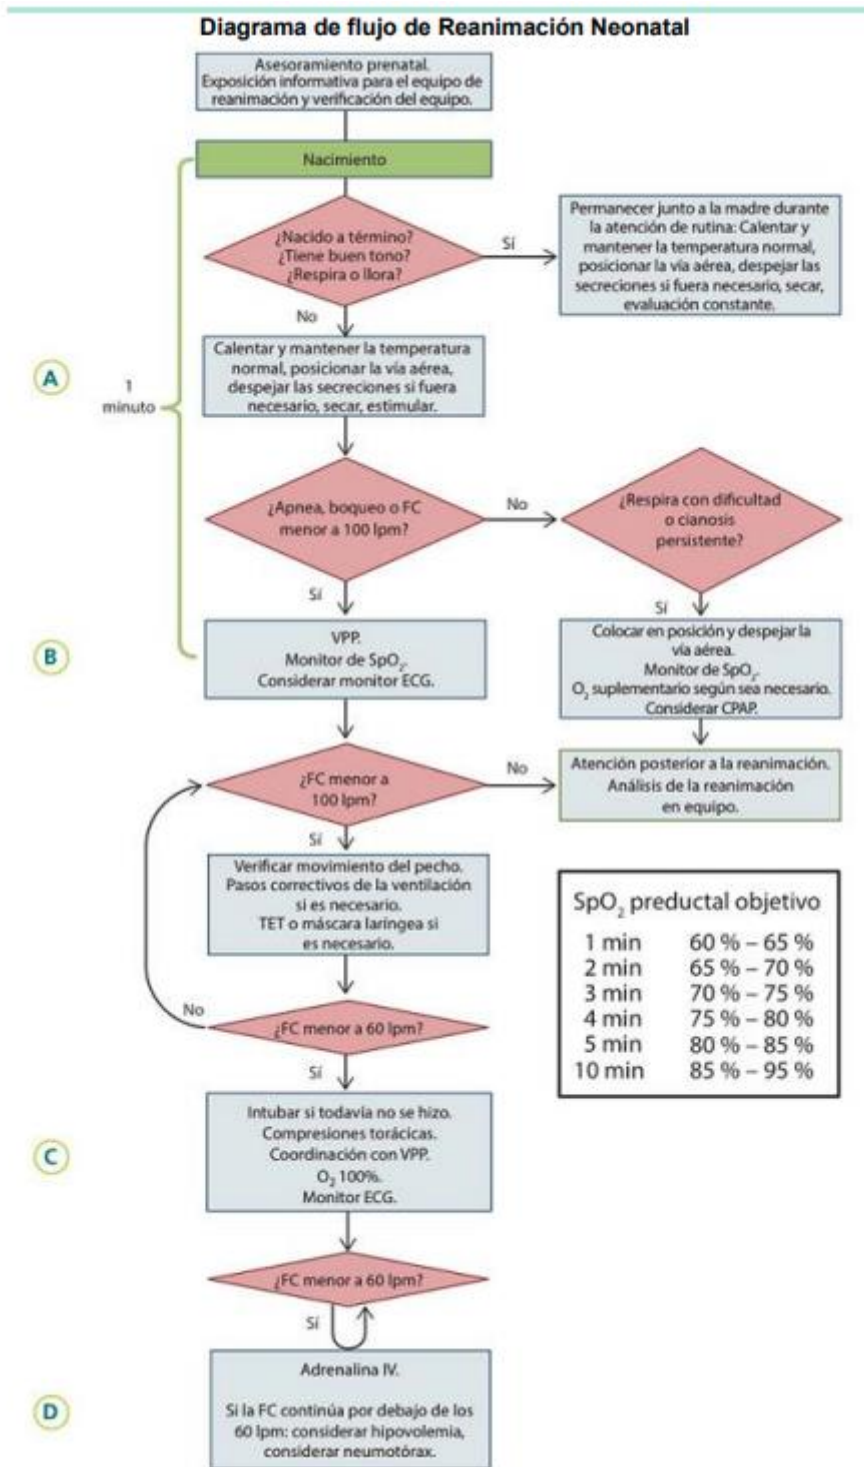 Diagrama de flujo de Reanimación Neonatal
Asesoramiento prenatal.
Exposición informativa para el equipo de
reanimación y verificación del equipo.
Nacimiento
¿Nacido a término?
¿Tiene buen tono?
¿Respira o llora?
Sí
Permanecer junto a la madre durante
la atención de rutina: Calentar y
mantener la temperatura normal,
posicionar la vía aérea, despejar las
secreciones si fuera necesario, secar,
evaluación constante.
No
A
1
minuto
Calentar y mantener la temperatura
normal, posicionar la vía aérea,
despejar las secreciones si fuera
necesario, secar, estimular.
¿Apnea, boqueo o FC
menor a 100 lpm?
No
¿Respira con dificultad
o cianosis
persistente?
Sí
Sí
B
VPP.
Monitor de SpO₂.
Considerar monitor ECG.
Colocar en posición y despejar la
vía aérea.
Monitor de SpO₂.
O₂ suplementario según sea necesario.
Considerar CPAP.
¿FC menor a
100 lpm?
No
Atención posterior a la reanimación.
Análisis de la reanimación
en equipo.
Sí
Verificar movimiento del pecho.
Pasos correctivos de la ventilación
si es necesario.
TET o máscara laríngea si
es necesario.
SpO₂ preductal objetivo
1 min 60 % – 65 %
2 min 65 % – 70 %
3 min 70 % – 75 %
4 min 75 % – 80 %
5 min 80 % – 85 %
10 min 85 % – 95 %
No
¿FC menor a 60 lpm?
Sí
C
Intubar si todavía no se hizo.
Compresiones torácicas.
Coordinación con VPP.
O₂ 100%.
Monitor ECG.
¿FC menor a 60 lpm?
Sí
D
Adrenalina IV.
Si la FC continúa por debajo de los
60 lpm: considerar hipovolemia,
considerar neumotórax.